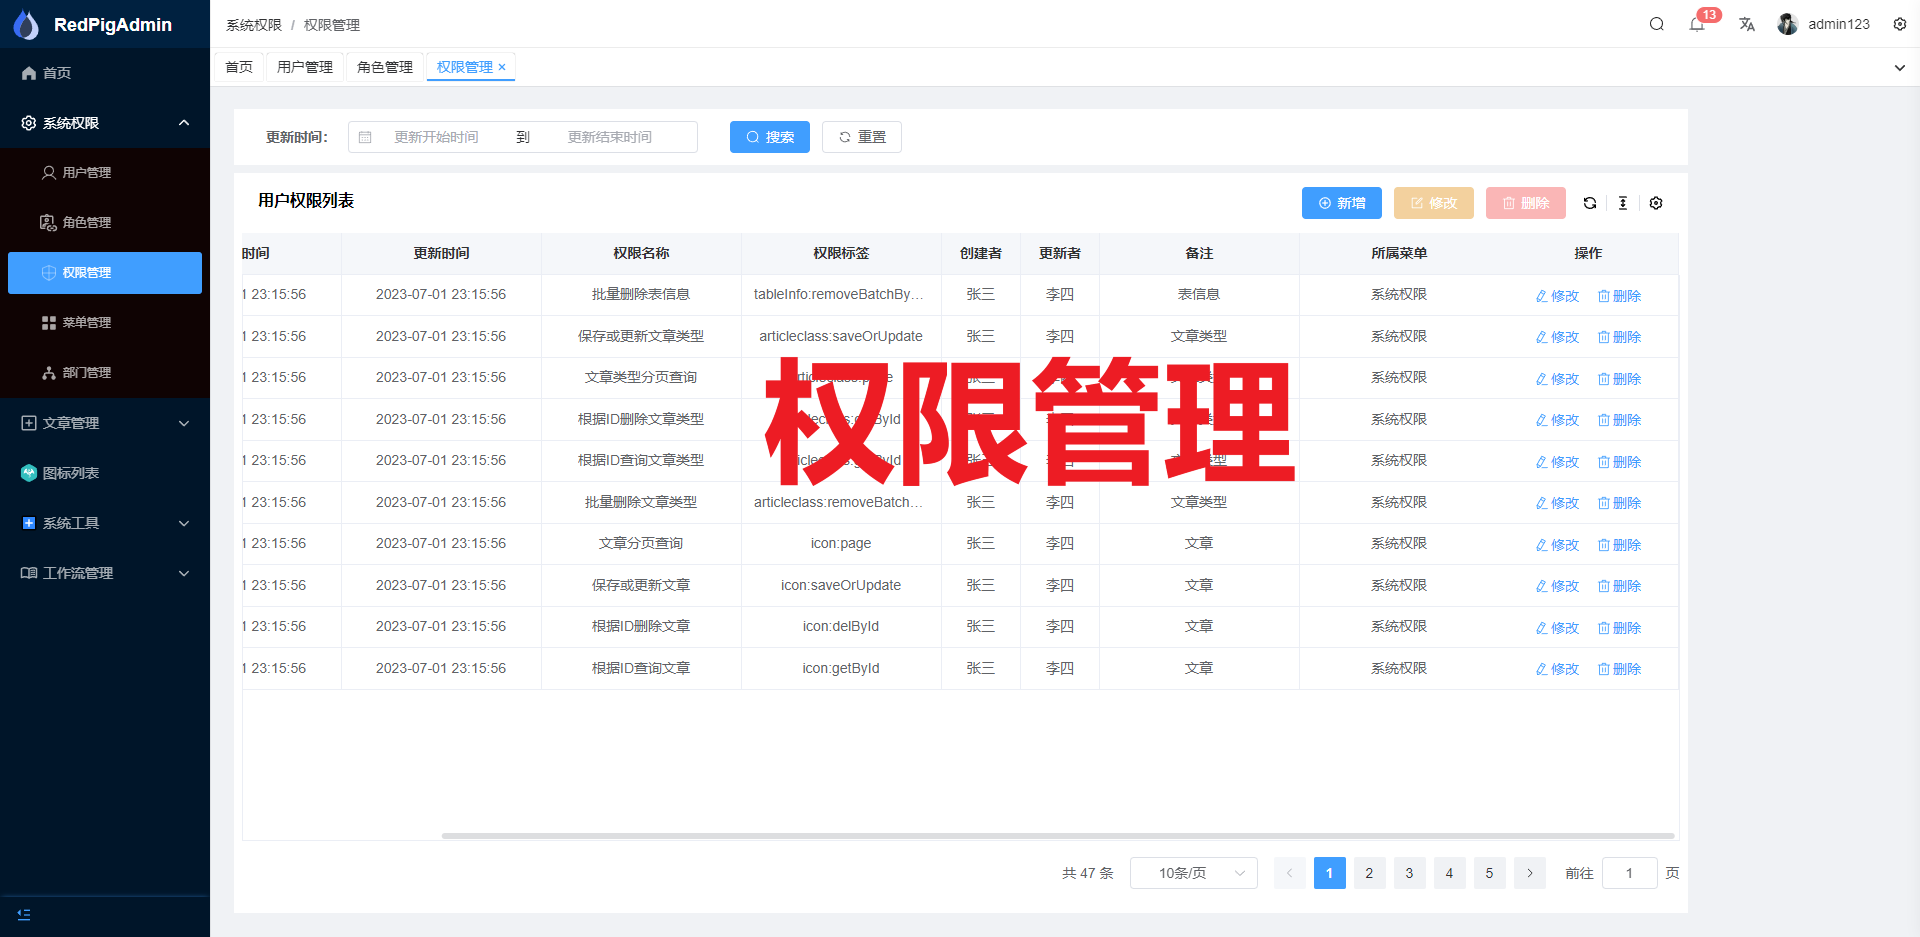 RedPigAdmin
系统权限 / 权限管理
13
admin123
首页
用户管理
角色管理
权限管理
首页
系统权限
用户管理
角色管理
权限管理
菜单管理
部门管理
文章管理
图标列表
系统工具
工作流管理
更新时间：
更新开始时间 到 更新结束时间
搜索
重置
用户权限列表
新增 修改 删除
时间 更新时间 权限名称 权限标签 创建者 更新者 备注 所属菜单 操作
1 23:15:56 2023-07-01 23:15:56 批量删除表信息 tableInfo:removeBatchBy... 张三 李四 表信息 系统权限 修改 删除
1 23:15:56 2023-07-01 23:15:56 保存或更新文章类型 articleclass:saveOrUpdate 张三 李四 文章类型 系统权限 修改 删除
1 23:15:56 2023-07-01 23:15:56 文章类型分页查询 系统权限 修改 删除
1 23:15:56 2023-07-01 23:15:56 根据ID删除文章类型 系统权限 修改 删除
1 23:15:56 2023-07-01 23:15:56 根据ID查询文章类型 系统权限 修改 删除
1 23:15:56 2023-07-01 23:15:56 批量删除文章类型 articleclass:removeBatch... 张三 李四 文章类型 系统权限 修改 删除
1 23:15:56 2023-07-01 23:15:56 文章分页查询 icon:page 张三 李四 文章 系统权限 修改 删除
1 23:15:56 2023-07-01 23:15:56 保存或更新文章 icon:saveOrUpdate 张三 李四 文章 系统权限 修改 删除
1 23:15:56 2023-07-01 23:15:56 根据ID删除文章 icon:delById 张三 李四 文章 系统权限 修改 删除
1 23:15:56 2023-07-01 23:15:56 根据ID查询文章 icon:getById 张三 李四 文章 系统权限 修改 删除
权限管理
共 47 条 10条/页 1 2 3 4 5 前往 1 页